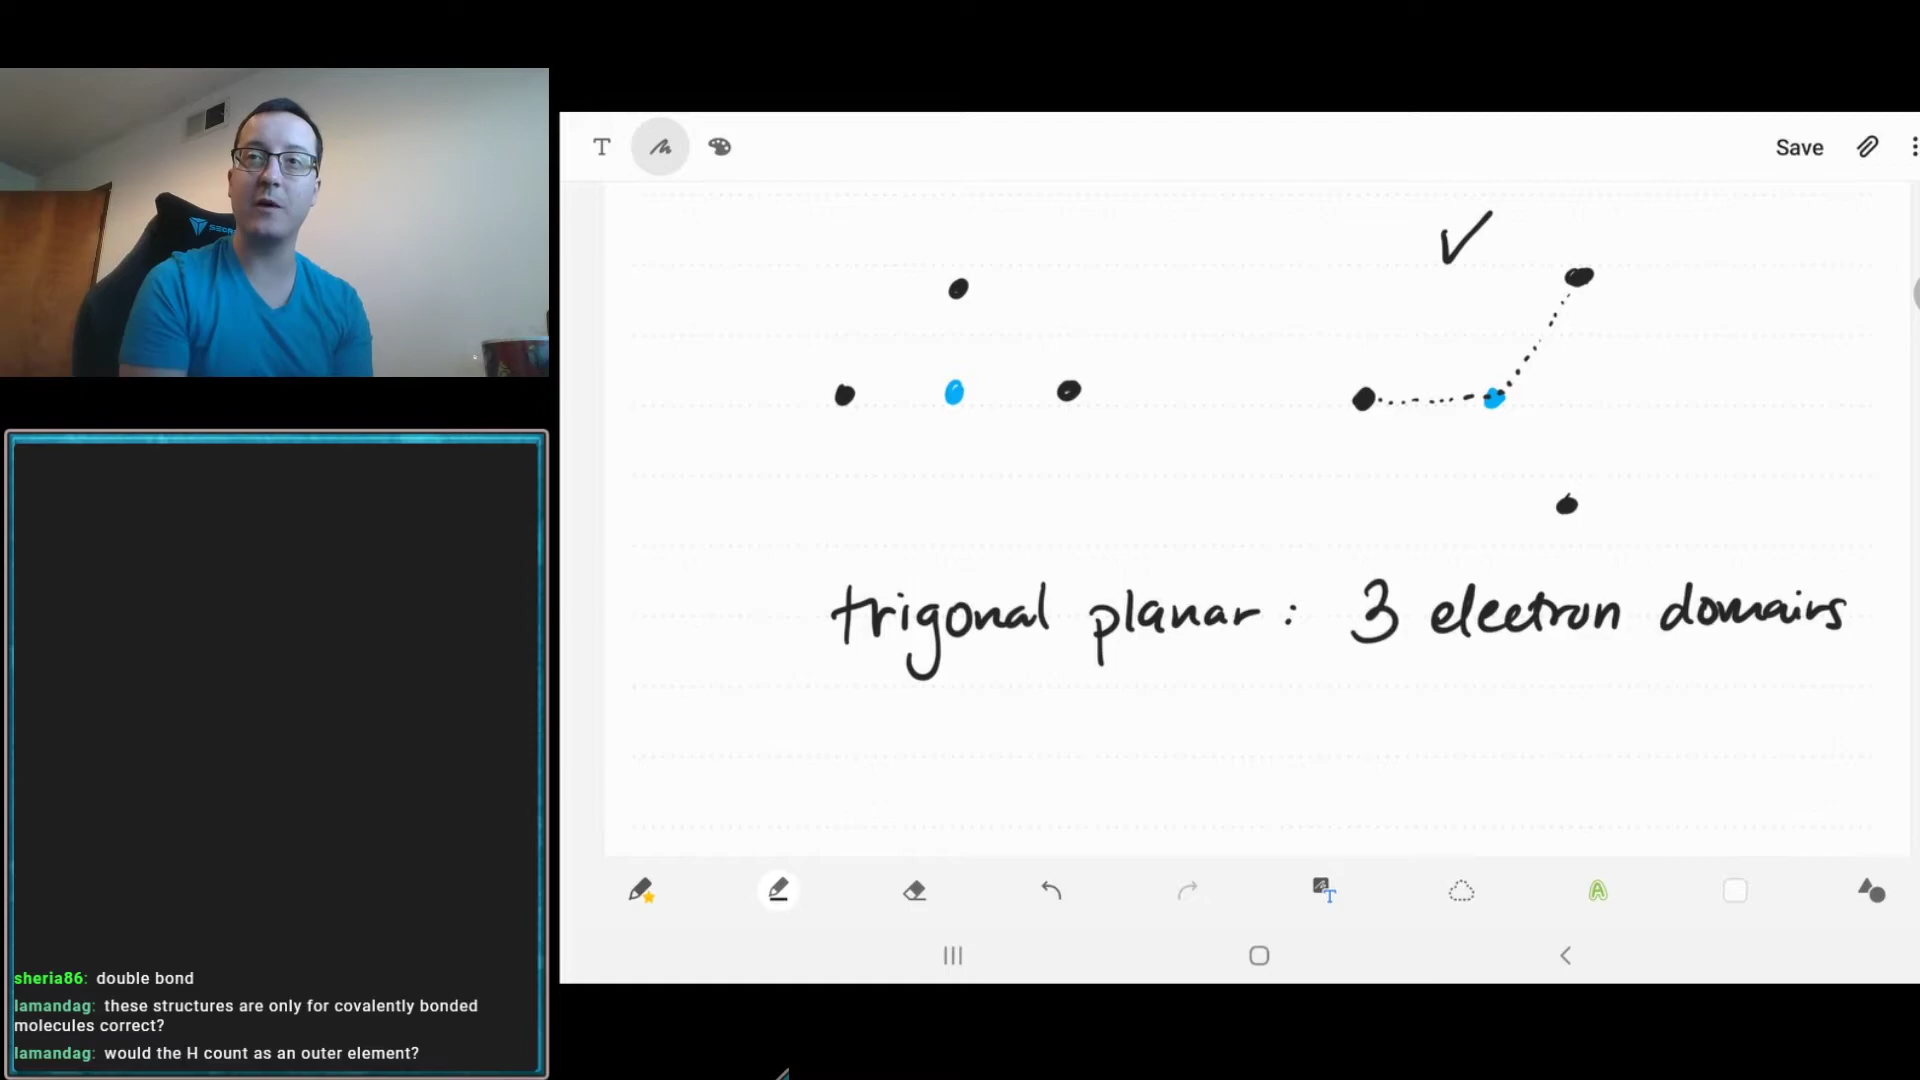 T
Save
SECR
trigonal planar: 3 electron domains
T
A
sheria86: double bond
lamandag: these structures are only for covalently bonded
molecules correct?
lamandag: would the H count as an outer element?